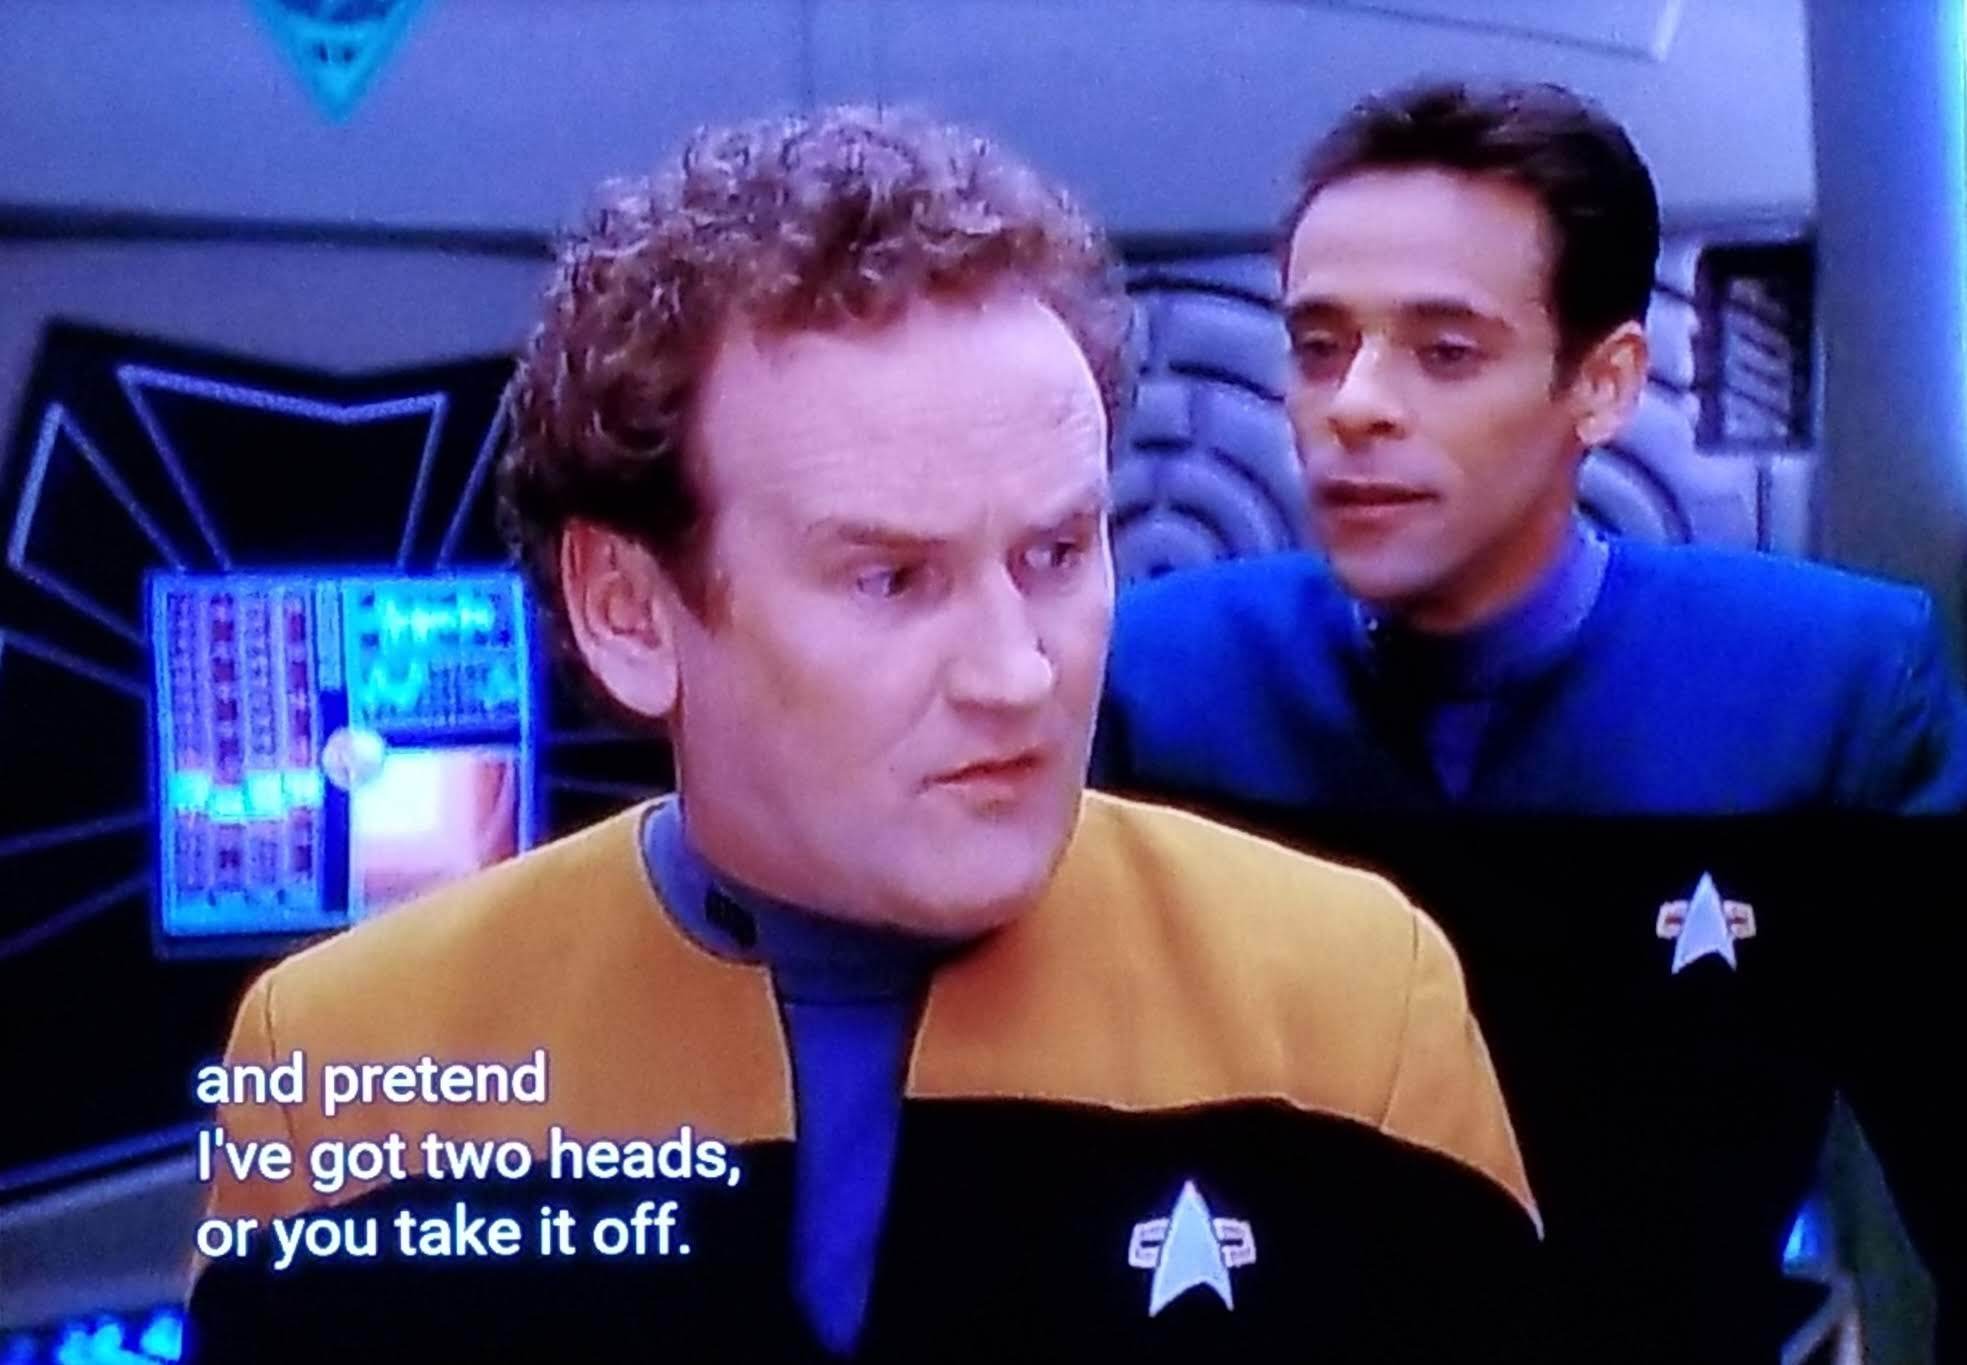 and pretend
I've got two heads,
or you take it off.